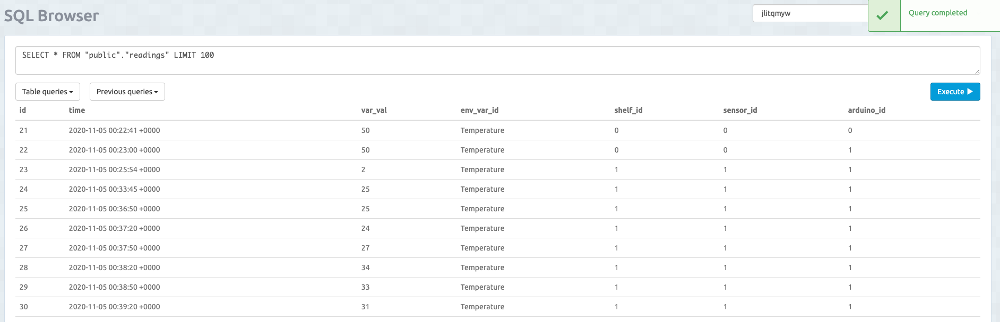 SQL Browser
jlitqmyw
Query completed
SELECT * FROM "public"."readings" LIMIT 100
Table queries Previous queries Execute
id time var_val env_var_id shelf_id sensor_id arduino_id
21 2020-11-05 00:22:41 +0000 50 Temperature 0 0 0
22 2020-11-05 00:23:00 +0000 50 Temperature 0 0 1
23 2020-11-05 00:25:54 +0000 2 Temperature 1 1 1
24 2020-11-05 00:33:45 +0000 25 Temperature 1 1 1
25 2020-11-05 00:36:50 +0000 25 Temperature 1 1 1
26 2020-11-05 00:37:20 +0000 24 Temperature 1 1 1
27 2020-11-05 00:37:50 +0000 27 Temperature 1 1 1
28 2020-11-05 00:38:20 +0000 34 Temperature 1 1 1
29 2020-11-05 00:38:50 +0000 33 Temperature 1 1 1
30 2020-11-05 00:39:20 +0000 31 Temperature 1 1 1